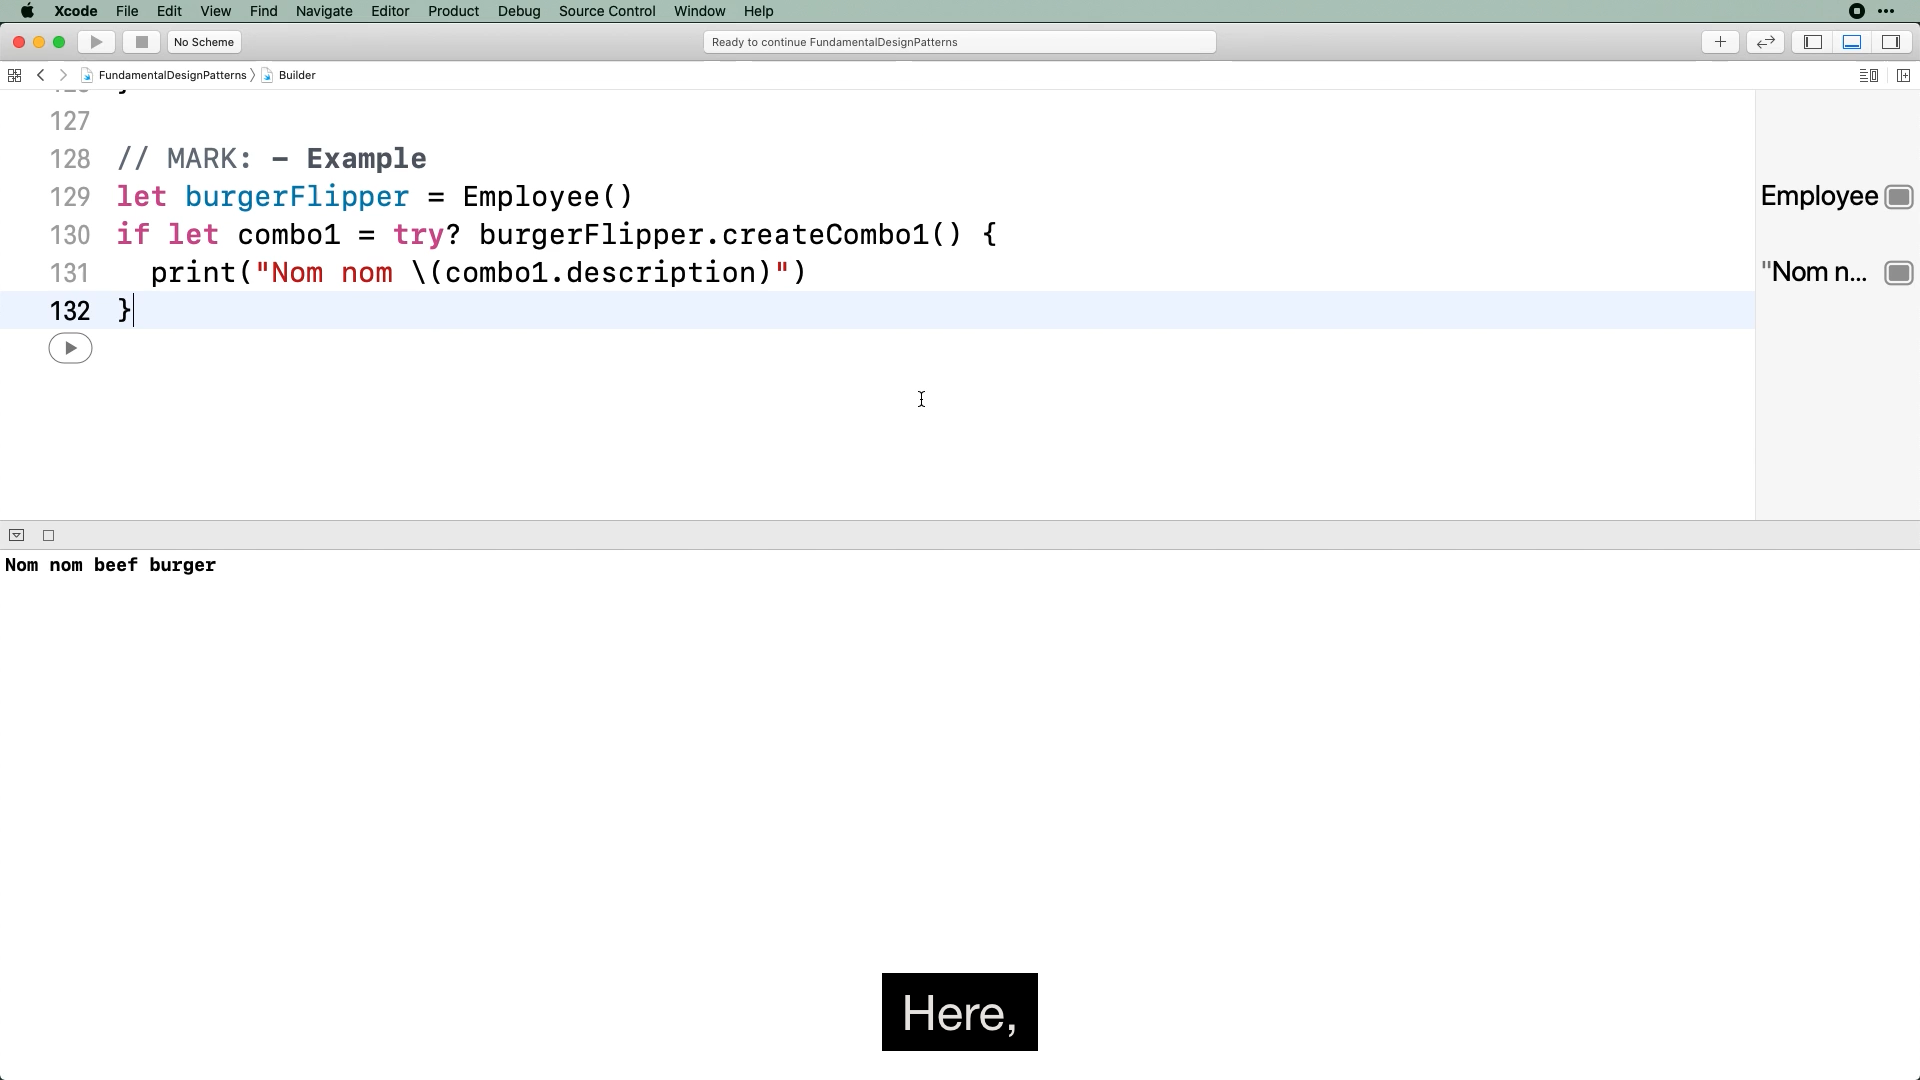 Xcode File Edit View Find Navigate Editor Product Debug Source Control Window Help
No Scheme
Ready to continue FundamentalDesignPatterns
FundamentalDesignPatterns Builder
127
128 // MARK: – Example
129 let burgerFlipper = Employee()
Employee
130 if let combo1 = try? burgerFlipper.createCombo1() {
131 print("Nom nom \(combo1.description)")
"Nom n...
132 }
Nom nom beef burger
Here,